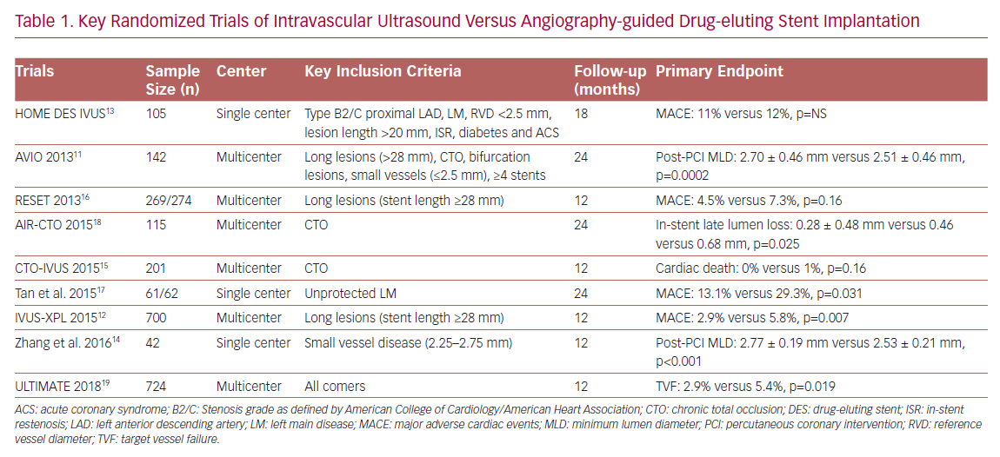 Table 1. Key Randomized Trials of Intravascular Ultrasound Versus Angiography-guided Drug-eluting Stent Implantation
Trials Sample Size (n) Center Key Inclusion Criteria Follow-up (months) Primary Endpoint
HOME DES IVUS¹³ 105 Single center Type B2/C proximal LAD, LM, RVD <2.5 mm, 18 MACE: 11% versus 12%, p=NS
lesion length >20 mm, ISR, diabetes and ACS
AVIO 2013¹¹ 142 Multicenter Long lesions (>28 mm), CTO, bifurcation 24 Post-PCI MLD: 2.70 ± 0.46 mm versus 2.51 ± 0.46 mm,
lesions, small vessels (≤2.5 mm), ≥4 stents p=0.0002
RESET 2013¹⁶ 269/274 Multicenter Long lesions (stent length ≥28 mm) 12 MACE: 4.5% versus 7.3%, p=0.16
AIR-CTO 2015¹⁸ 115 Multicenter CTO 24 In-stent late lumen loss: 0.28 ± 0.48 mm versus 0.46
versus 0.68 mm, p=0.025
CTO-IVUS 2015¹⁵ 201 Multicenter CTO 12 Cardiac death: 0% versus 1%, p=0.16
Tan et al. 2015¹⁷ 61/62 Single center Unprotected LM 24 MACE: 13.1% versus 29.3%, p=0.031
IVUS-XPL 2015¹² 700 Multicenter Long lesions (stent length ≥28 mm) 12 MACE: 2.9% versus 5.8%, p=0.007
Zhang et al. 2016¹⁴ 42 Single center Small vessel disease (2.25–2.75 mm) 12 Post-PCI MLD: 2.77 ± 0.19 mm versus 2.53 ± 0.21 mm,
p<0.001
ULTIMATE 2018¹⁹ 724 Multicenter All comers 12 TVF: 2.9% versus 5.4%, p=0.019
ACS: acute coronary syndrome; B2/C: Stenosis grade as defined by American College of Cardiology/American Heart Association; CTO: chronic total occlusion; DES: drug-eluting stent; ISR: in-stent
restenosis; LAD: left anterior descending artery; LM: left main disease; MACE: major adverse cardiac events; MLD: minimum lumen diameter; PCI: percutaneous coronary intervention; RVD: reference
vessel diameter; TVF: target vessel failure.